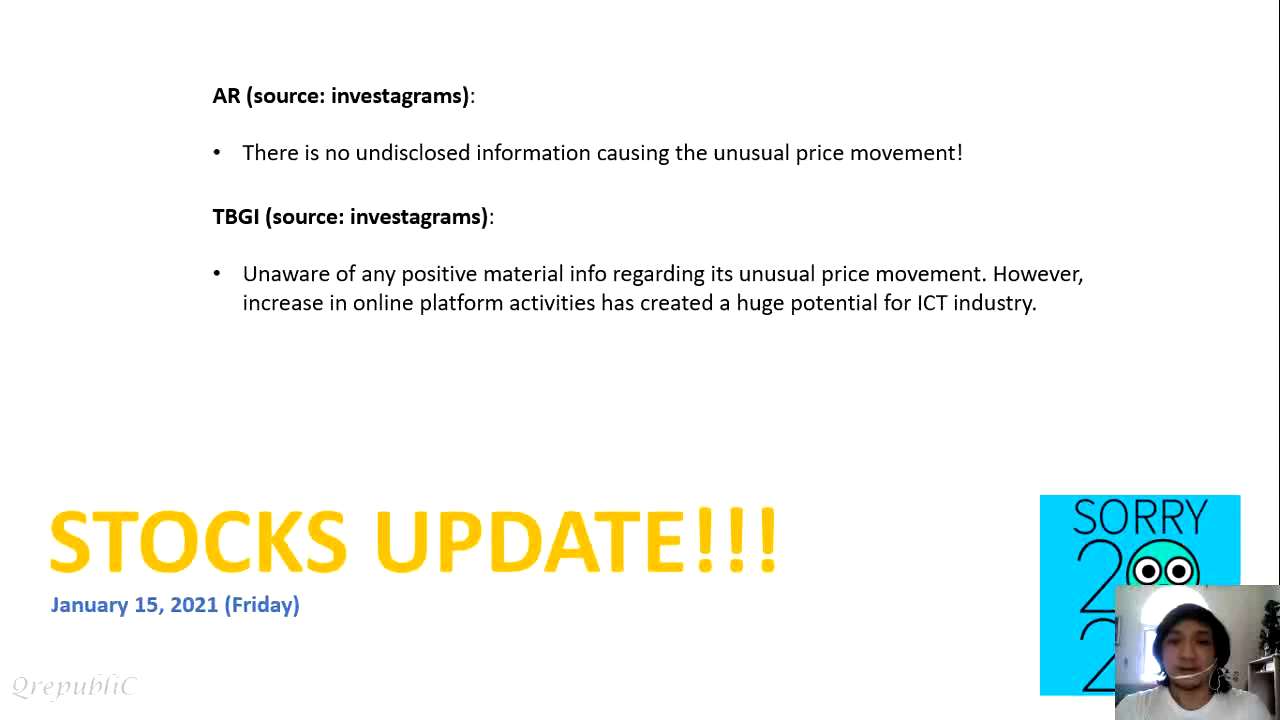 AR (source: investagrams):
• There is no undisclosed information causing the unusual price movement!
TBGI (source: investagrams):
• Unaware of any positive material info regarding its unusual price movement. However,
increase in online platform activities has created a huge potential for ICT industry.
STOCKS UPDATE!!!
January 15, 2021 (Friday)
SORRY
2
2
QrepubliC